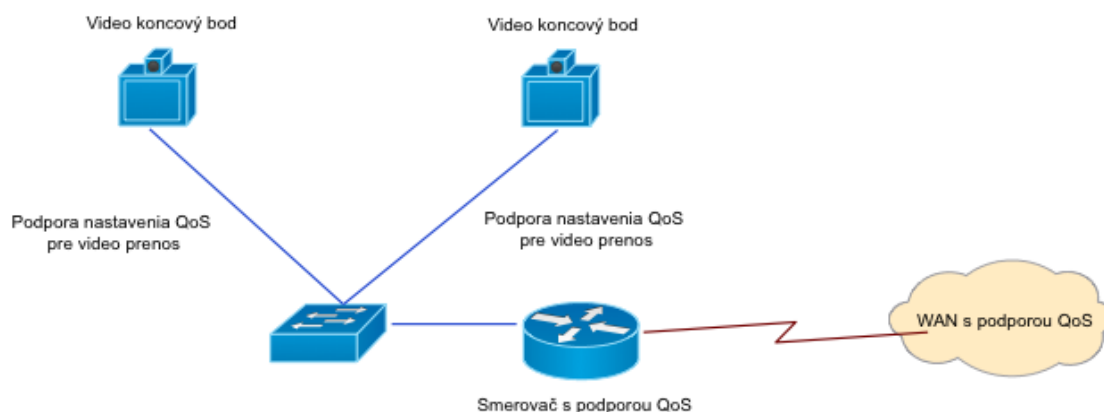 Video koncový bod
Video koncový bod
Podpora nastavenia QoS
pre video prenos
Podpora nastavenia QoS
pre video prenos
WAN s podporou QoS
Smerovač s podporou QoS